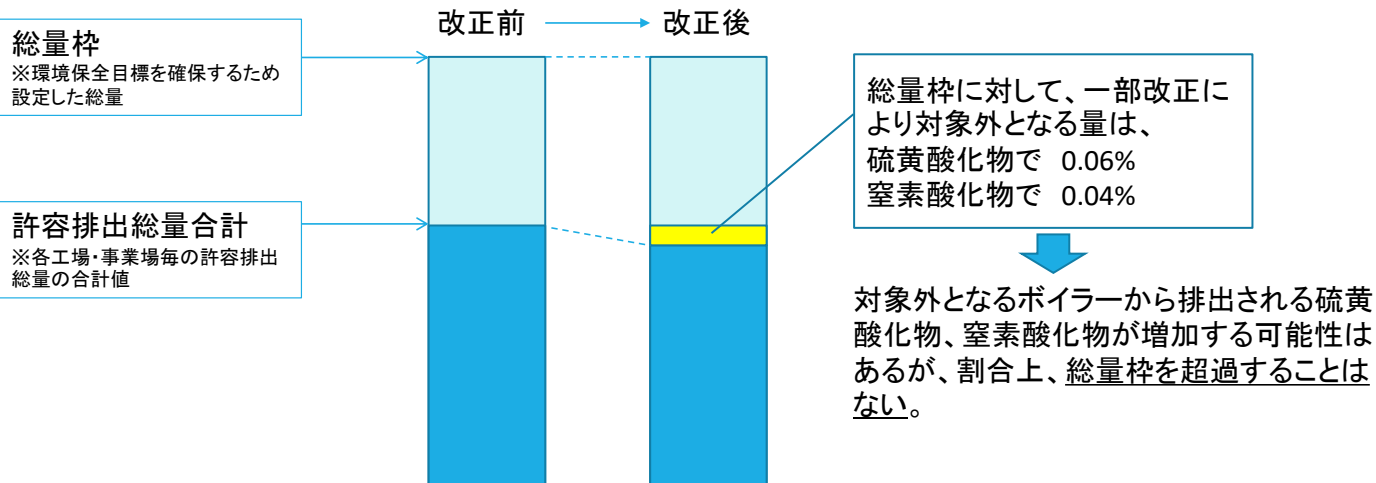 改正前
改正後
総量枠
※環境保全目標を確保するため
設定した総量
許容排出総量合計
※各工場・事業場毎の許容排出
総量の合計値
総量枠に対して、一部改正に
より対象外となる量は、
硫黄酸化物で 0.06%
窒素酸化物で 0.04%
対象外となるボイラーから排出される硫黄
酸化物、窒素酸化物が増加する可能性は
あるが、割合上、総量枠を超過することは
ない。